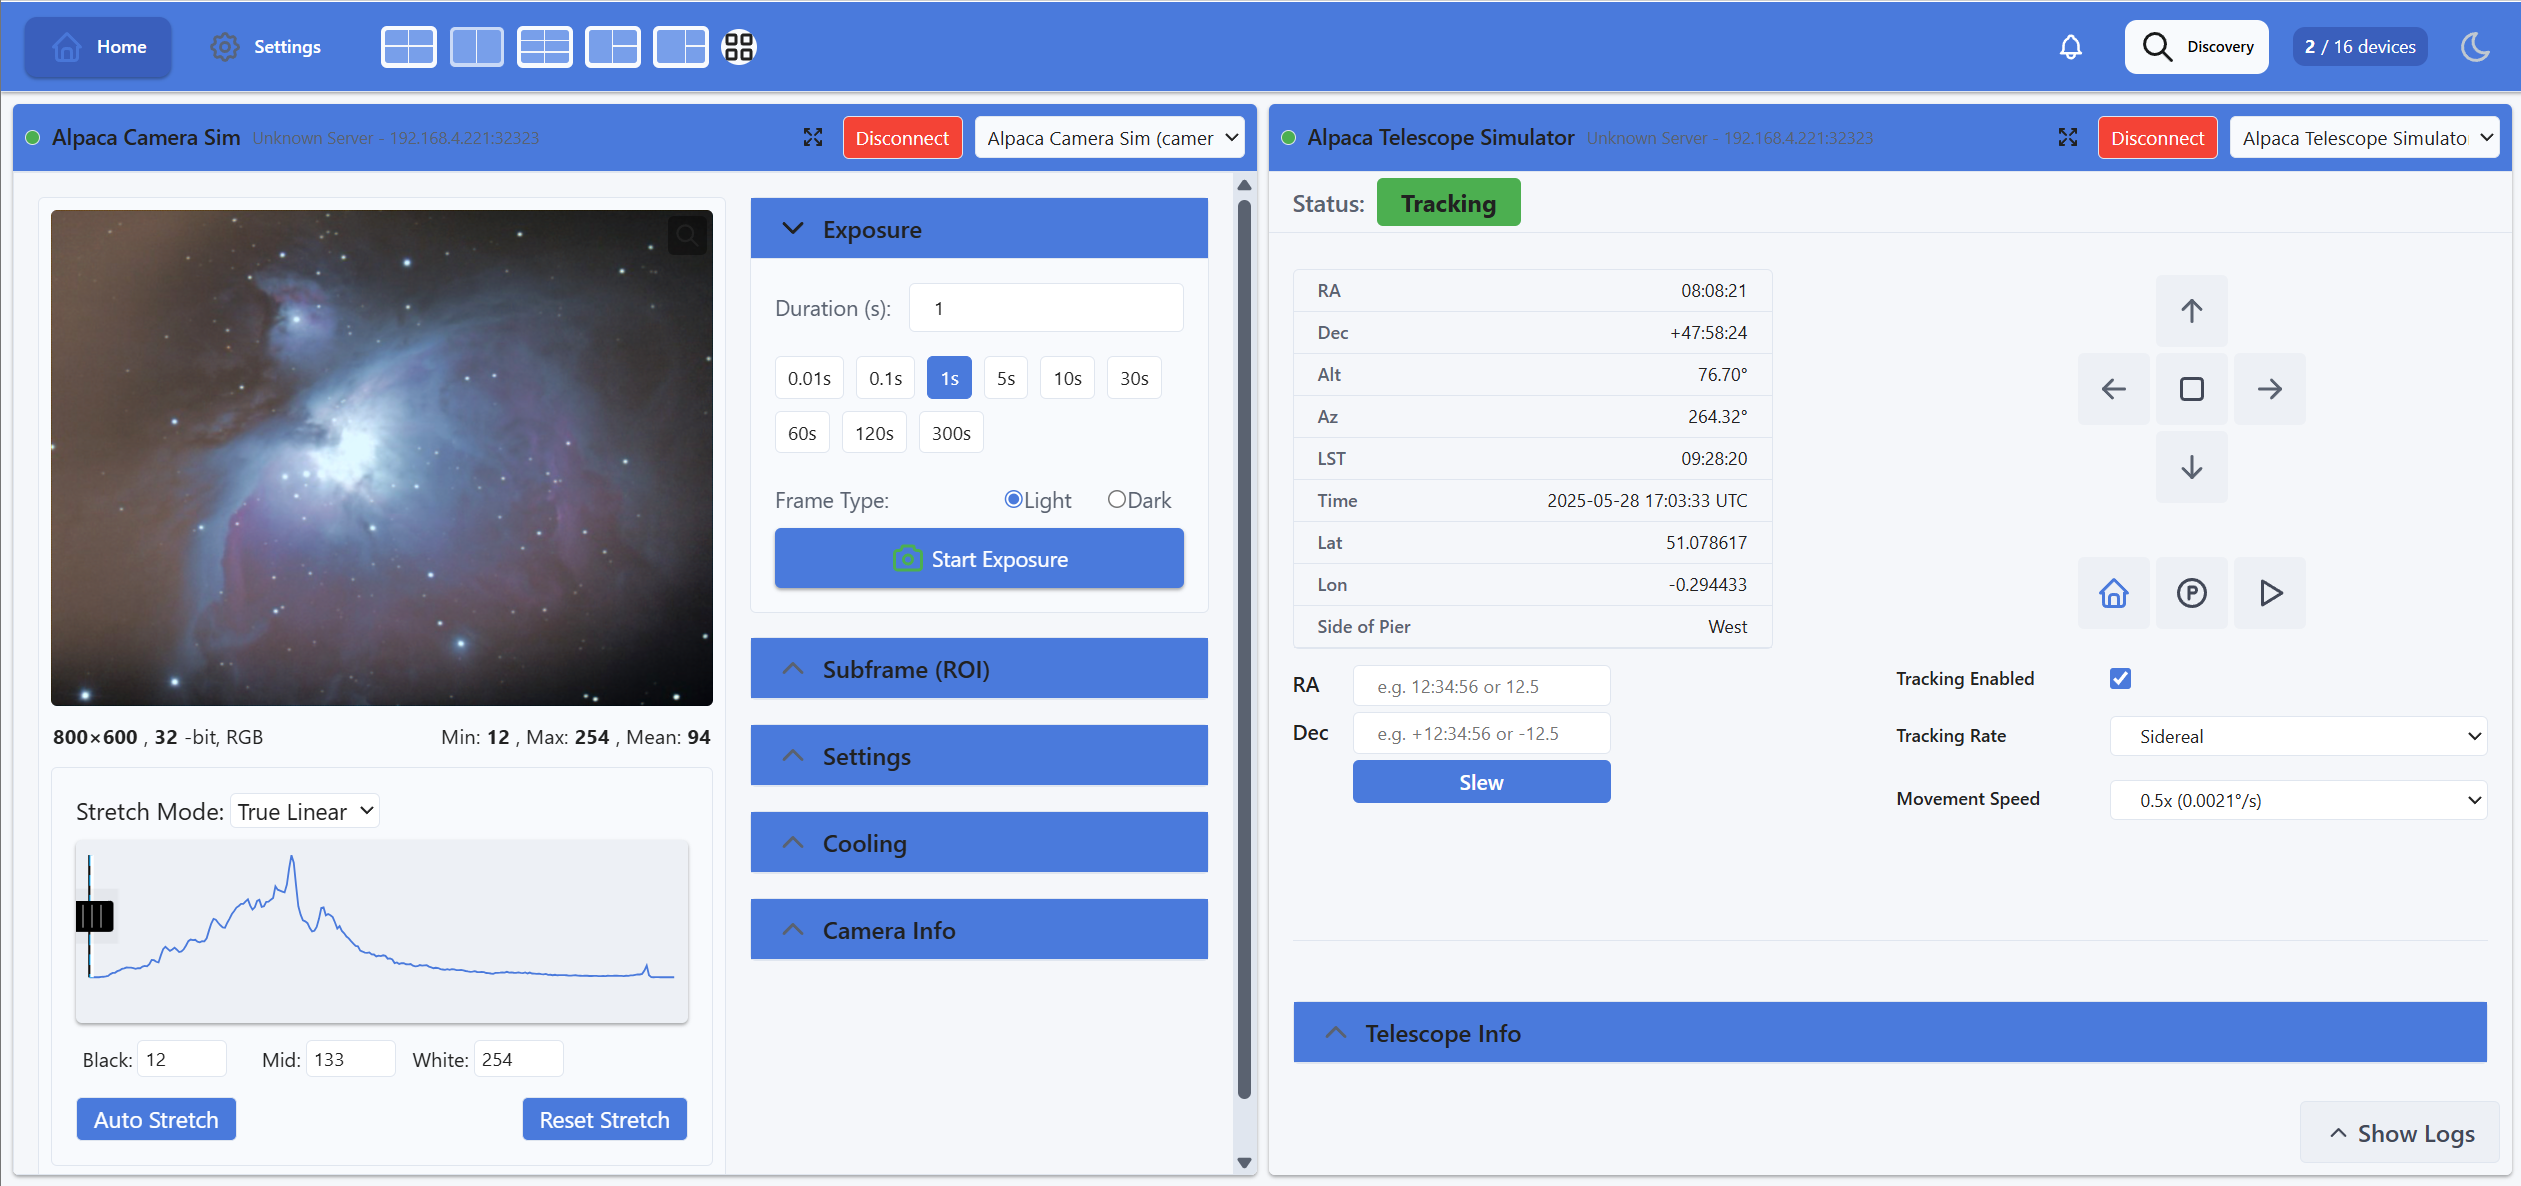 Home
Settings
Discovery
2 / 16 devices
Alpaca Camera Sim Unknown Server - 192.168.4.221:32323
Disconnect
Alpaca Camera Sim (camer
800×600 , 32 -bit, RGB
Min: 12 , Max: 254 , Mean: 94
Stretch Mode: True Linear
Black: 12 Mid: 133 White: 254
Auto Stretch
Reset Stretch
Exposure
Duration (s): 1
0.01s 0.1s 1s 5s 10s 30s
60s 120s 300s
Frame Type: Light Dark
Start Exposure
Subframe (ROI)
Settings
Cooling
Camera Info
Alpaca Telescope Simulator Unknown Server - 192.168.4.221:32323
Disconnect
Alpaca Telescope Simulato
Status: Tracking
RA 08:08:21
Dec +47:58:24
Alt 76.70°
Az 264.32°
LST 09:28:20
Time 2025-05-28 17:03:33 UTC
Lat 51.078617
Lon -0.294433
Side of Pier West
RA e.g. 12:34:56 or 12.5
Dec e.g. +12:34:56 or -12.5
Slew
P
Tracking Enabled
Tracking Rate Sidereal
Movement Speed 0.5x (0.0021°/s)
Telescope Info
Show Logs